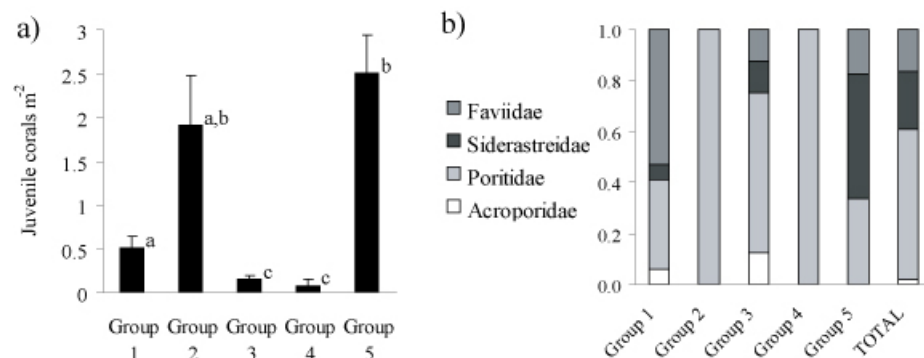 a)
Juvenile corals m-2
3
2.5
2
1.5
1
0.5
0
a
a,b
c
c
b
Group 1
Group 2
Group 3
Group 4
Group 5
b)
Faviidae
Siderastreidae
Poritidae
Acroporidae
1.0
0.8
0.6
0.4
0.2
0.0
Group 1
Group 2
Group 3
Group 4
Group 5
TOTAL